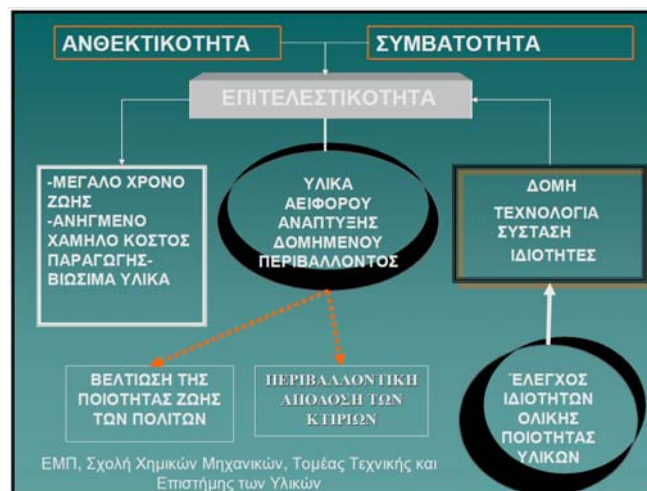 ΑΝΘΕΚΤΙΚΟΤΗΤΑ
ΣΥΜΒΑΤΟΤΗΤΑ
ΕΠΙΤΕΛΕΣΤΙΚΟΤΗΤΑ
-ΜΕΓΑΛΟ ΧΡΟΝΟ
ΖΩΗΣ
-ΑΝΗΓΜΕΝΟ
ΧΑΜΗΛΟ ΚΟΣΤΟΣ
ΠΑΡΑΓΩΓΗΣ-
ΒΙΩΣΙΜΑ ΥΛΙΚΑ
ΥΛΙΚΑ
ΑΕΙΦΟΡΟΥ
ΑΝΑΠΤΥΞΗΣ
ΔΟΜΗΜΕΝΟΥ
ΠΕΡΙΒΑΛΛΟΝΤΟΣ
ΔΟΜΗ
ΤΕΧΝΟΛΟΓΙΑ
ΣΥΣΤΑΣΗ
ΙΔΙΟΤΗΤΕΣ
ΒΕΛΤΙΩΣΗ ΤΗΣ
ΠΟΙΟΤΗΤΑΣ ΖΩΗΣ
ΤΩΝ ΠΟΛΙΤΩΝ
ΠΕΡΙΒΑΛΛΟΝΤΙΚΗ
ΑΠΟΔΟΣΗ ΤΩΝ
ΚΤΙΡΙΩΝ
ΈΛΕΓΧΟΣ
ΙΔΙΟΤΗΤΩΝ
ΟΛΙΚΗΣ
ΠΟΙΟΤΗΤΑΣ
ΥΛΙΚΩΝ
ΕΜΠ, Σχολή Χημικών Μηχανικών, Τομέας Τεχνικής και
Επιστήμης των Υλικών